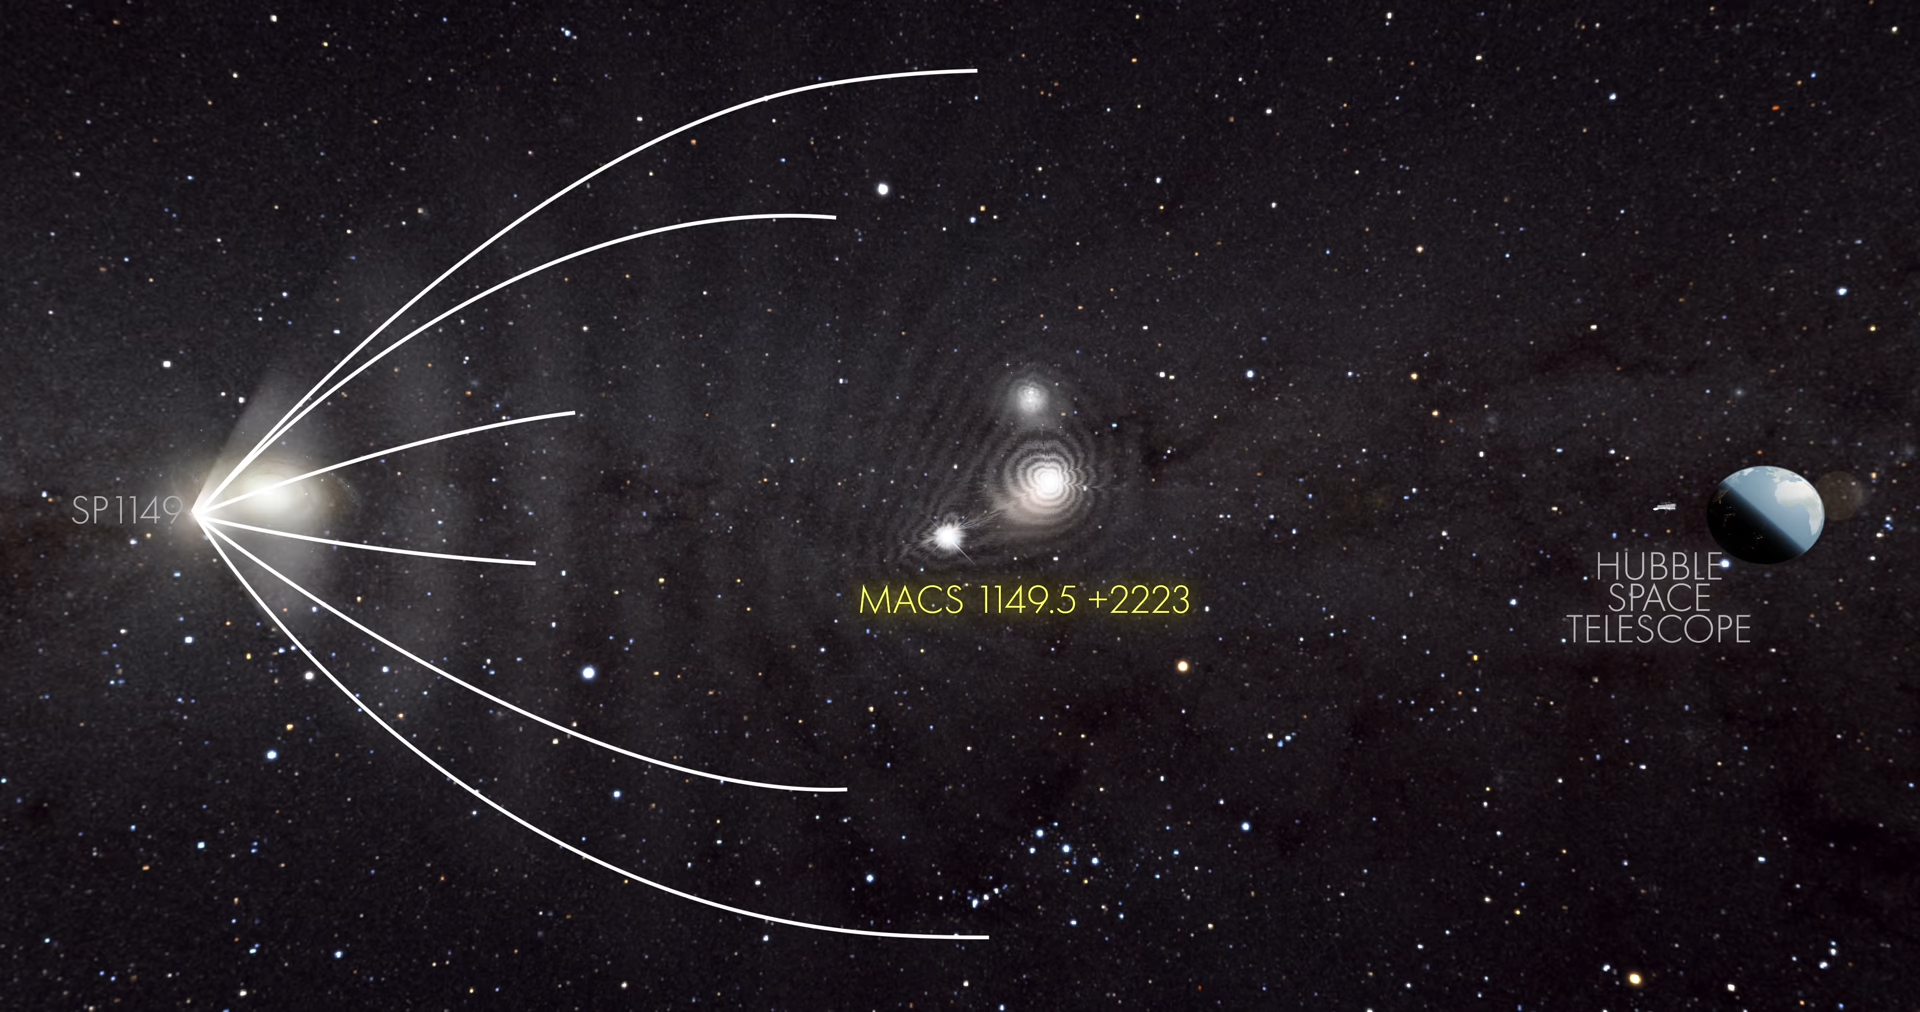 SP1149
MACS 1149.5 +2223
HUBBLE
SPACE
TELESCOPE